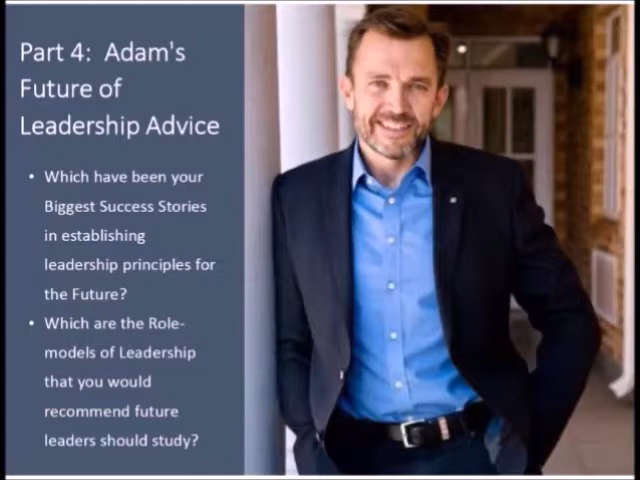 Part 4:  Adam's
Future of
Leadership Advice
• Which have been your
Biggest Success Stories
in establishing
leadership principles for
the Future?
• Which are the Role-
models of Leadership
that you would
recommend future
leaders should study?